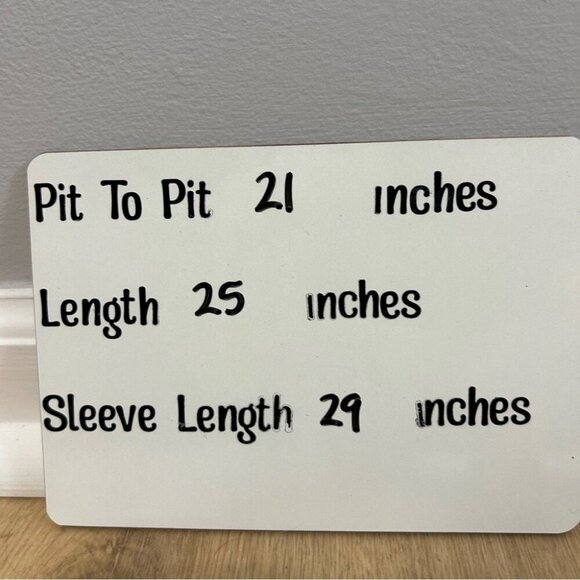 Pit To Pit 21 inches
Length 25 inches
Sleeve Length 29 inches